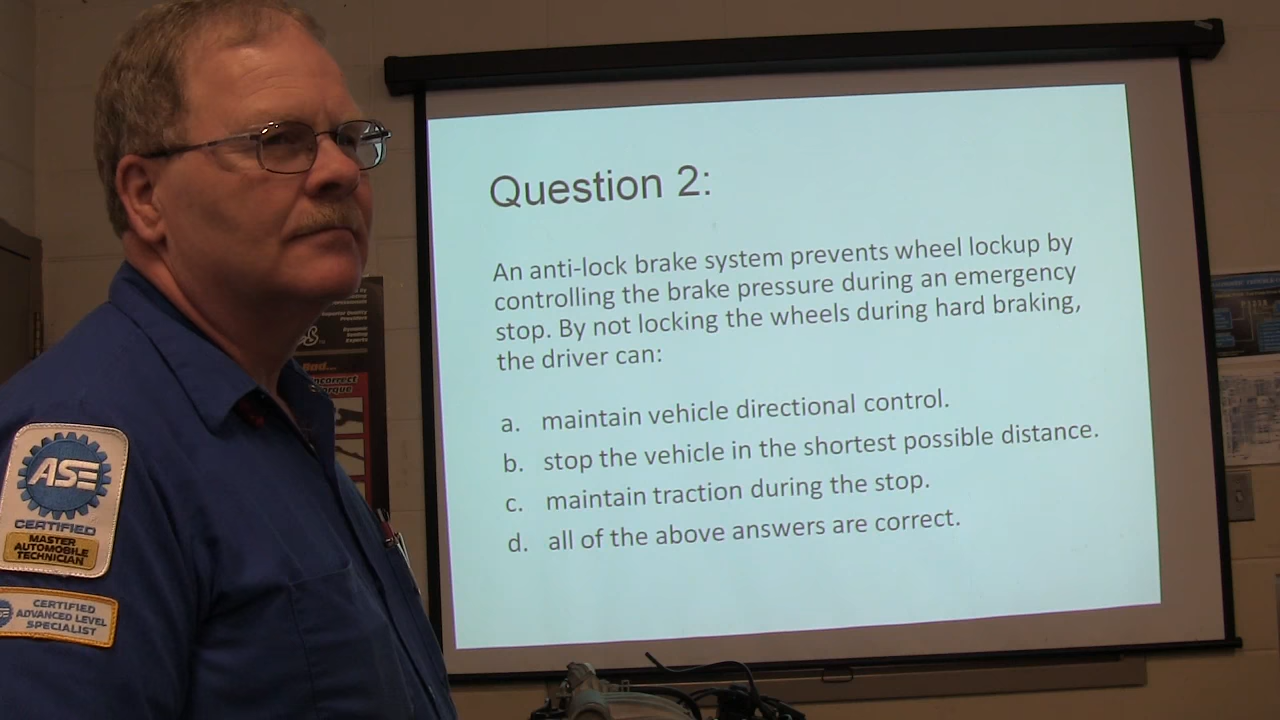 Question 2:
An anti-lock brake system prevents wheel lockup by
controlling the brake pressure during an emergency
stop. By not locking the wheels during hard braking,
the driver can:
a. maintain vehicle directional control.
b. stop the vehicle in the shortest possible distance.
c. maintain traction during the stop.
d. all of the above answers are correct.
ASE
CERTIFIED
MASTER
AUTOMOBILE
TECHNICIAN
CERTIFIED
ADVANCED LEVEL
SPECIALIST
Superior Quality